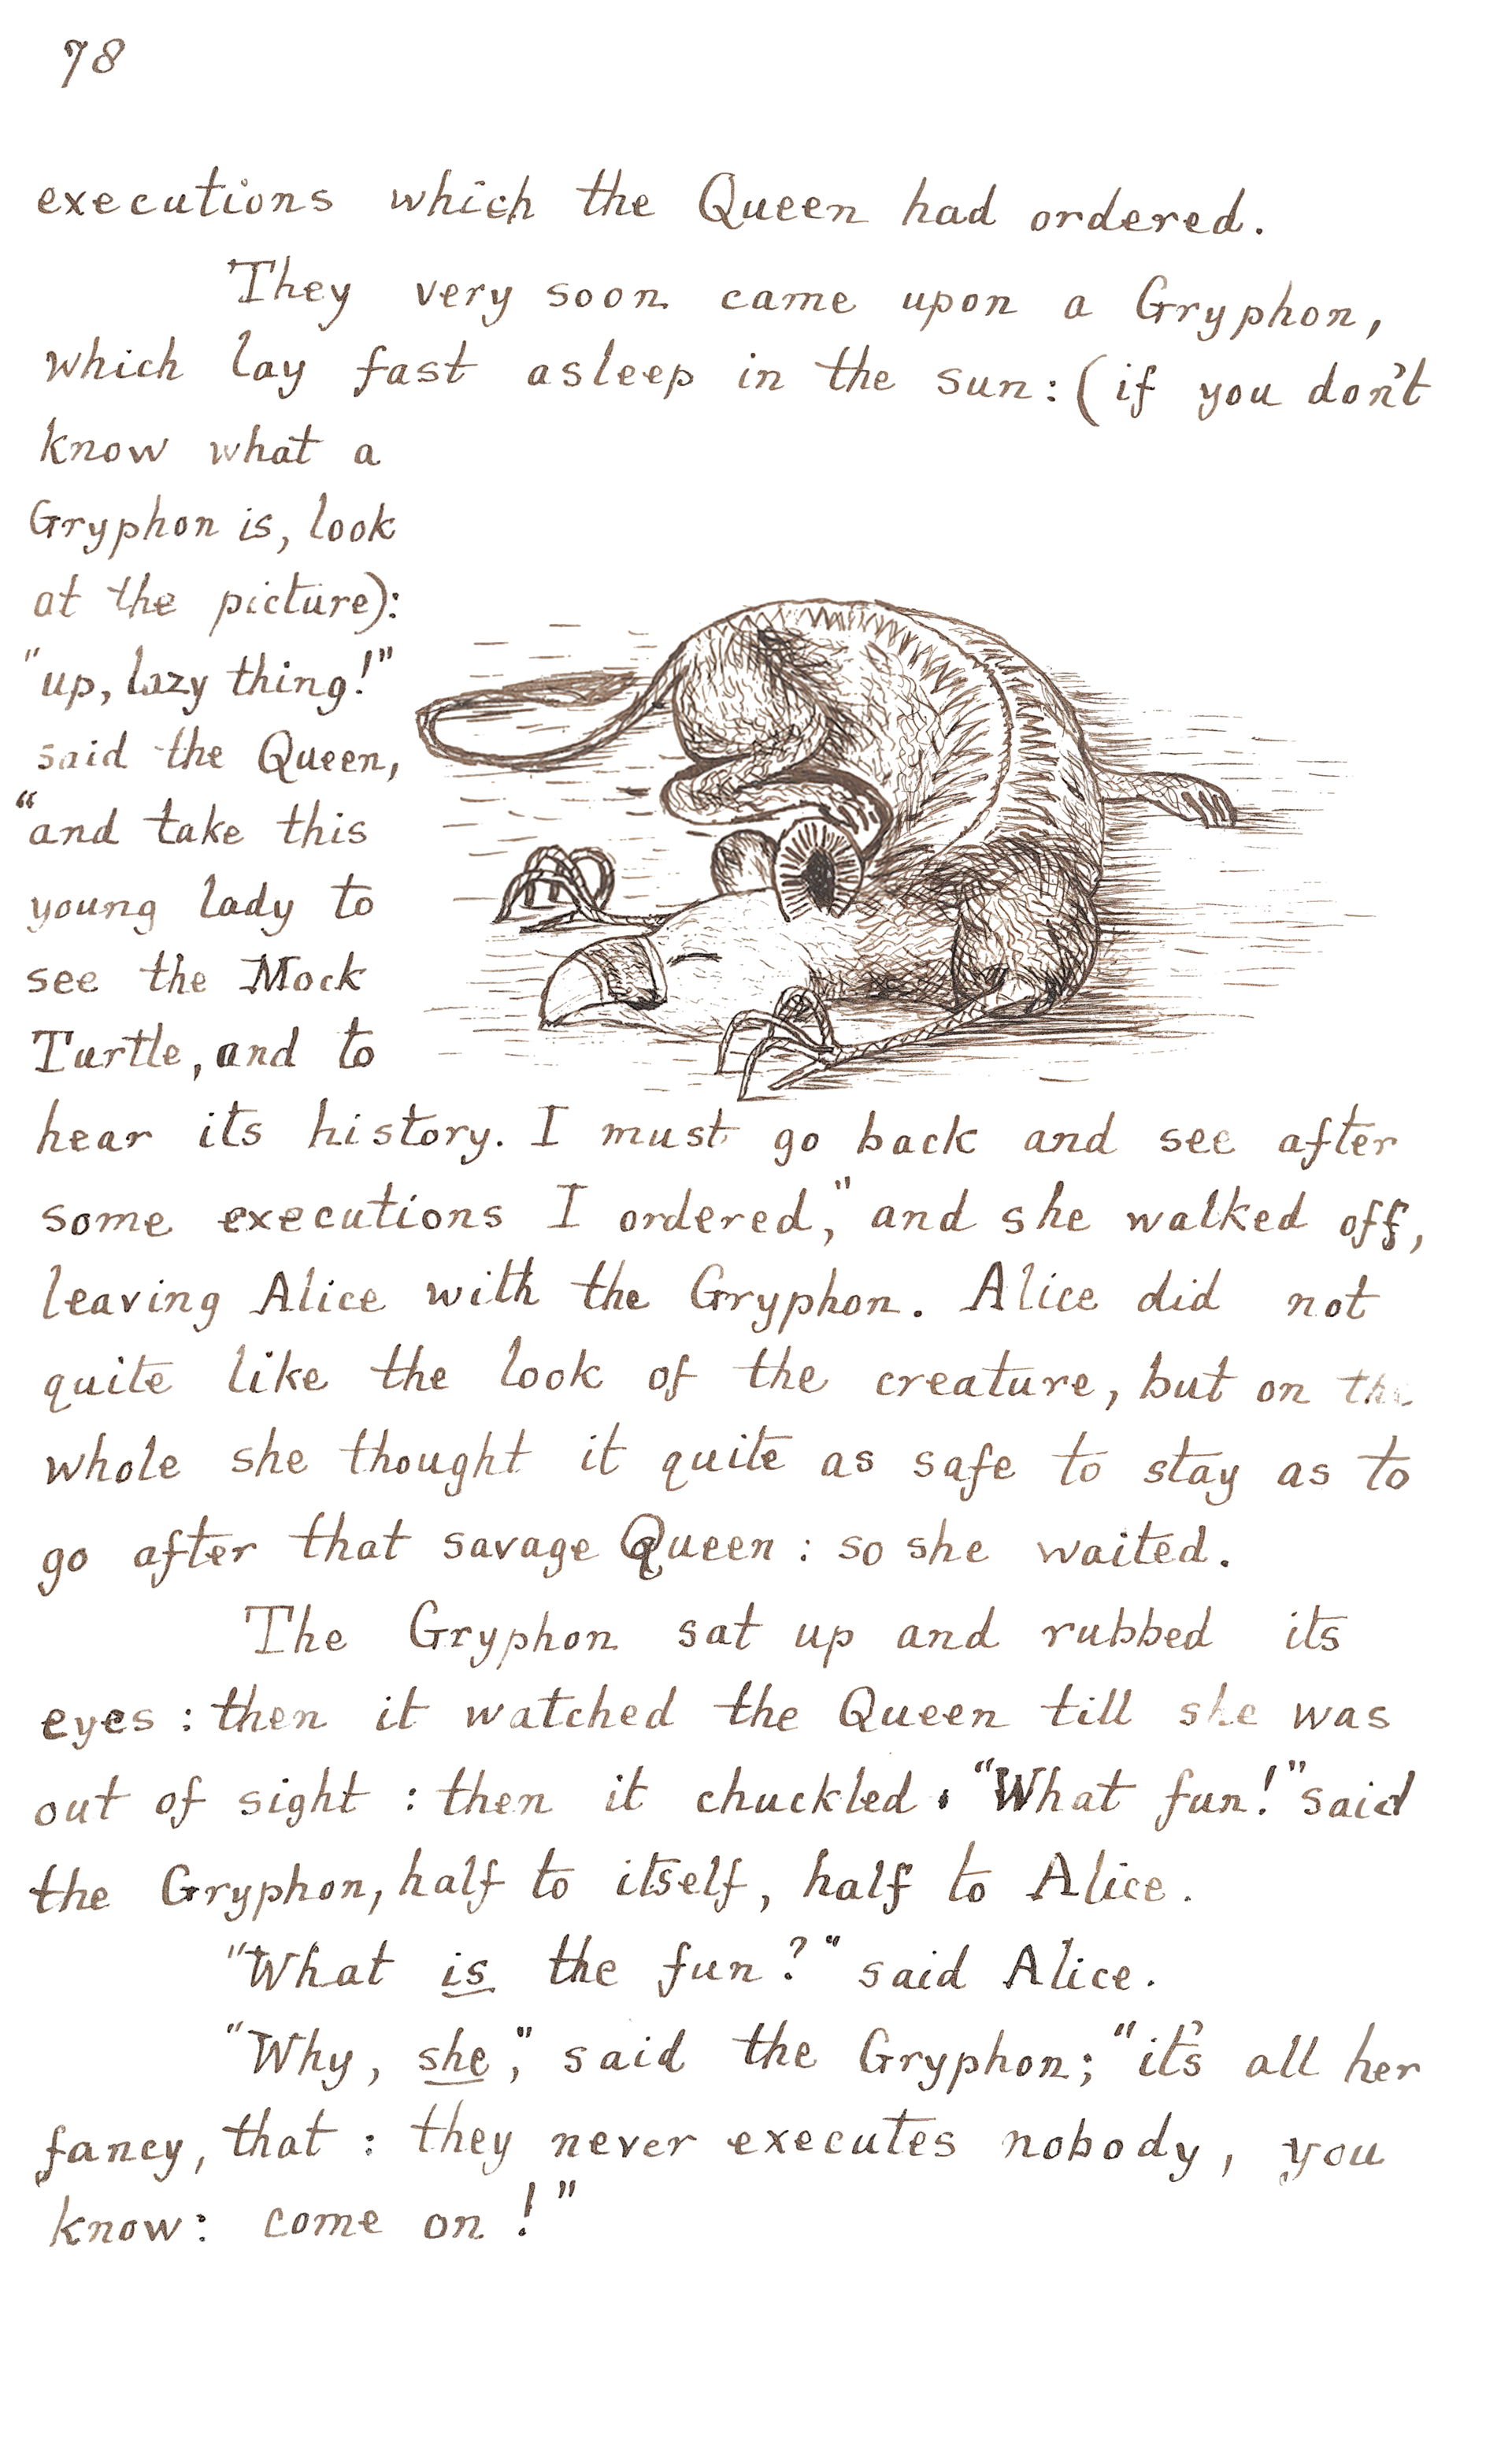 78
executions which the Queen had ordered.
They very soon came upon a Gryphon,
which lay fast asleep in the sun: (if you don't
know what a
Gryphon is, look
at the picture):
"up, lazy thing!"
said the Queen,
"and take this
young lady to
see the Mock
Turtle, and to
hear its history. I must go back and see after
some executions I ordered," and she walked off,
leaving Alice with the Gryphon. Alice did not
quite like the look of the creature, but on the
whole she thought it quite as safe to stay as to
go after that savage Queen: so she waited.
The Gryphon sat up and rubbed its
eyes: then it watched the Queen till she was
out of sight: then it chuckled. "What fun!" said
the Gryphon, half to itself, half to Alice.
"What is the fun?" said Alice.
"Why, she," said the Gryphon; "it's all her
fancy, that: they never executes nobody, you
know: come on!"